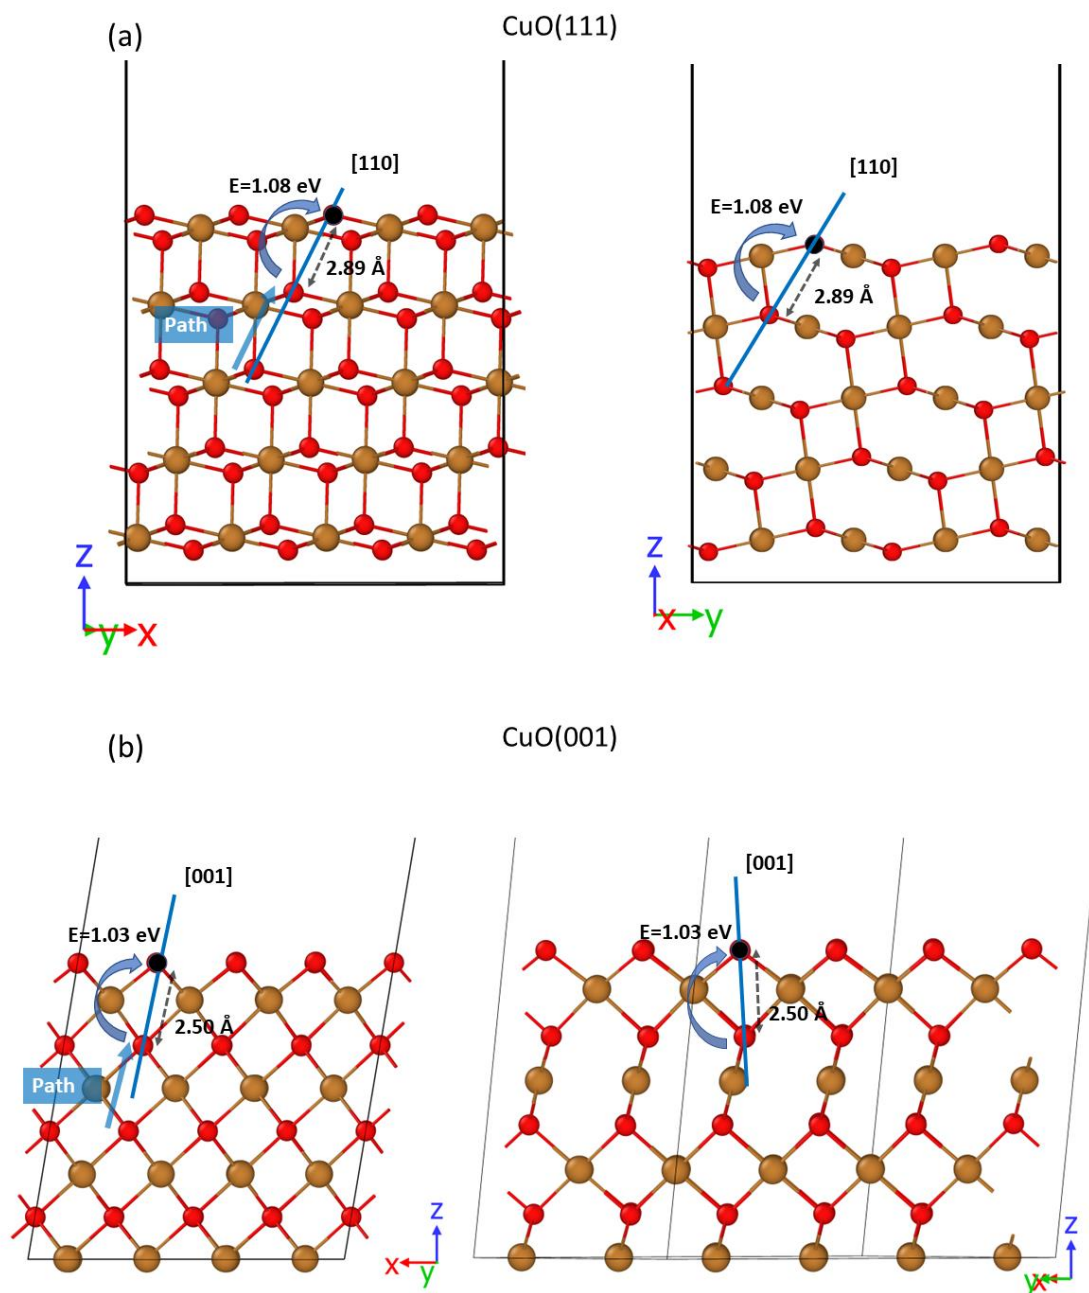 (a)
CuO(111)
[110]
E=1.08 eV
2.89 Å
Path
Z
y
X
[110]
E=1.08 eV
2.89 Å
Z
X
y
(b)
CuO(001)
[001]
E=1.03 eV
2.50 Å
Path
Z
X
y
[001]
E=1.03 eV
2.50 Å
Z
y
X